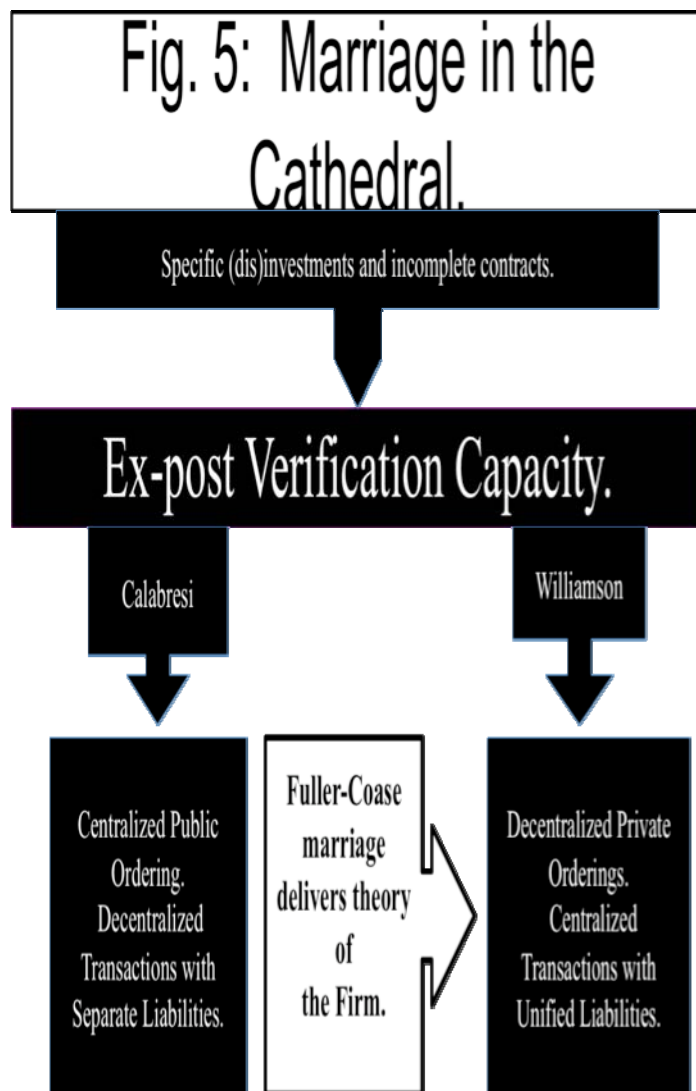 Fig. 5: Marriage in the
Cathedral.
Specific (dis)investments and incomplete contracts.
Ex-post Verification Capacity.
Calabresi
Williamson
Centralized Public
Ordering.
Decentralized
Transactions with
Separate Liabilities.
Fuller-Coase
marriage
delivers theory
of
the Firm.
Decentralized Private
Orderings.
Centralized
Transactions with
Unified Liabilities.